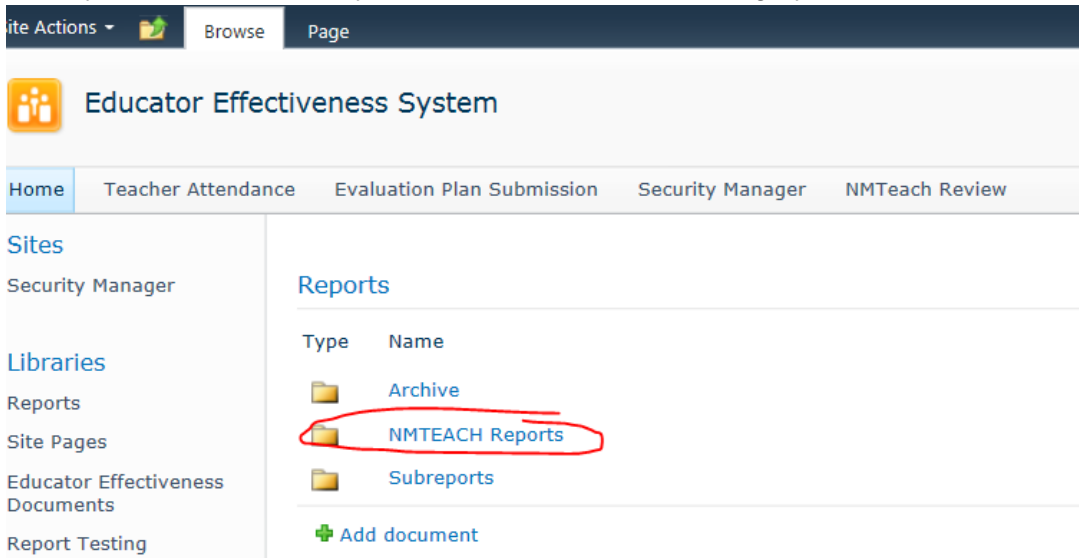 Site Actions Browse Page
Educator Effectiveness System
Home Teacher Attendance Evaluation Plan Submission Security Manager NMTeach Review
Sites
Security Manager
Libraries
Reports
Site Pages
Educator Effectiveness
Documents
Report Testing
Reports
Type Name
Archive
NMTEACH Reports
Subreports
Add document